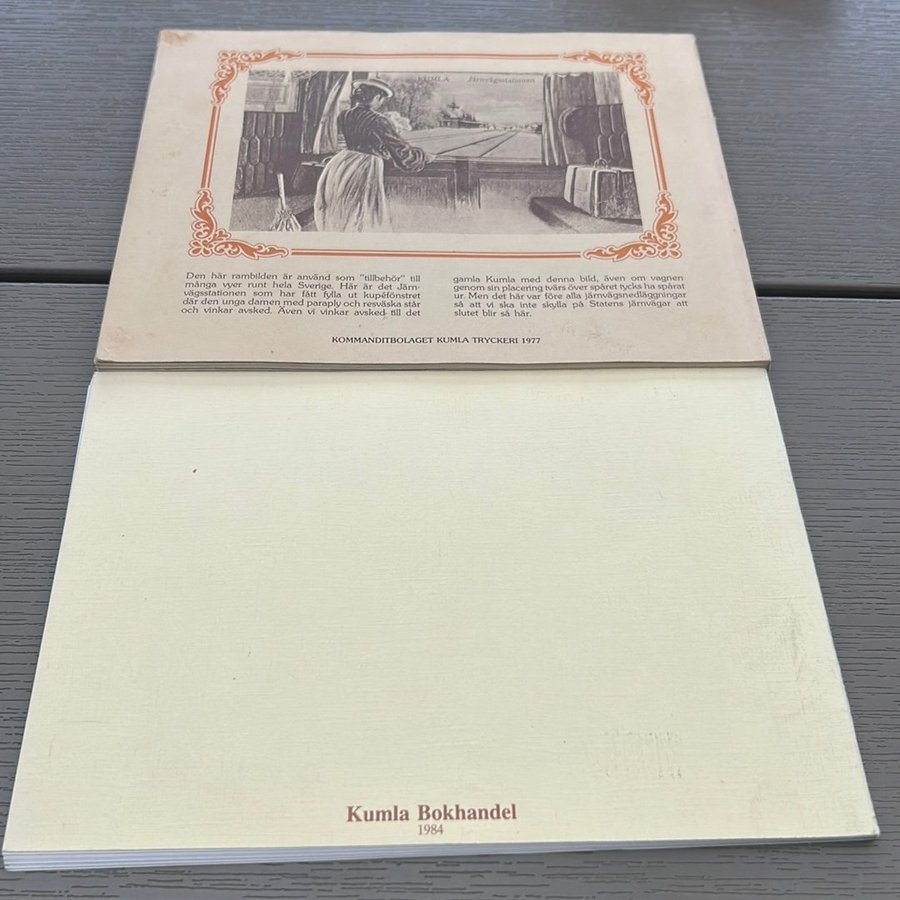 KUMLA Järnvägsstationen
Den här rambilden är använd som "tillbehör" till
många vyer runt hela Sverige. Här är det Järn-
vägsstationen som har fått fylla ut kupéfönstret
där den unga damen med paraply och resväska står
och vinkar avsked. Även vi vinkar avsked till det
gamla Kumla med denna bild, även om vagnen
genom sin placering tvärs över spåret tycks ha spårat
ur. Men det här var före alla järnvägsnedläggningar
så att vi ska inte skylla på Statens järnvägar att
slutet blir så här.
KOMMANDITBOLAGET KUMLA TRYCKERI 1977
Kumla Bokhandel
1984